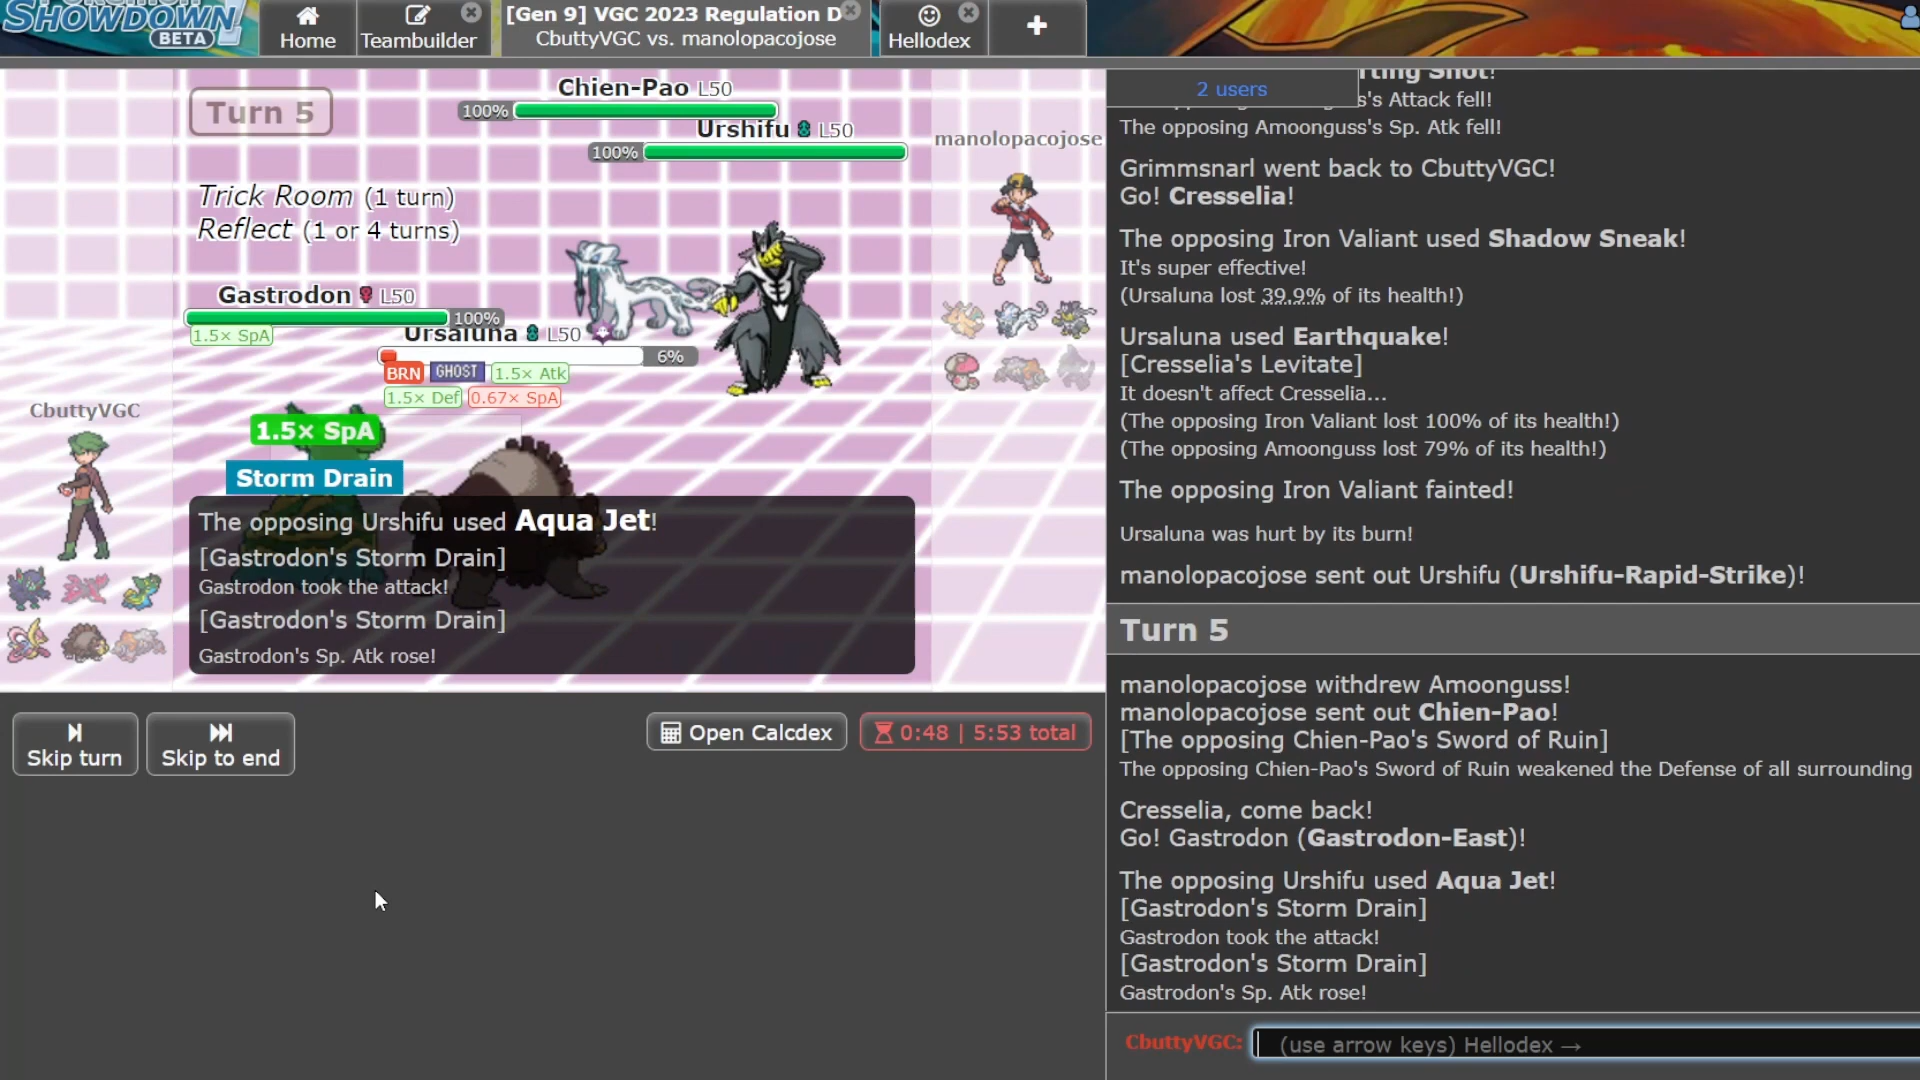 SHOWDOWN
BETA
Home
Teambuilder
[Gen 9] VGC 2023 Regulation D
CbuttyVGC vs. manolopacojose
Hellodex
+
Turn 5
Chien-Pao L50
100%
Urshifu L50
100%
manolopacojose
Trick Room (1 turn)
Reflect (1 or 4 turns)
Gastrodon L50
100%
1.5× SpA
Ursaluna L50
6%
BRN GHOST 1.5× Atk
1.5× Def 0.67× SpA
CbuttyVGC
1.5× SpA
Storm Drain
The opposing Urshifu used Aqua Jet!
[Gastrodon's Storm Drain]
Gastrodon took the attack!
[Gastrodon's Storm Drain]
Gastrodon's Sp. Atk rose!
Skip turn
Skip to end
Open Calcdex
0:48 | 5:53 total
2 users
Shot!
's Attack fell!
The opposing Amoonguss's Sp. Atk fell!
Grimmsnarl went back to CbuttyVGC!
Go! Cresselia!
The opposing Iron Valiant used Shadow Sneak!
It's super effective!
(Ursaluna lost 39.9% of its health!)
Ursaluna used Earthquake!
[Cresselia's Levitate]
It doesn't affect Cresselia...
(The opposing Iron Valiant lost 100% of its health!)
(The opposing Amoonguss lost 79% of its health!)
The opposing Iron Valiant fainted!
Ursaluna was hurt by its burn!
manolopacojose sent out Urshifu (Urshifu-Rapid-Strike)!
Turn 5
manolopacojose withdrew Amoonguss!
manolopacojose sent out Chien-Pao!
[The opposing Chien-Pao's Sword of Ruin]
The opposing Chien-Pao's Sword of Ruin weakened the Defense of all surrounding
Cresselia, come back!
Go! Gastrodon (Gastrodon-East)!
The opposing Urshifu used Aqua Jet!
[Gastrodon's Storm Drain]
Gastrodon took the attack!
[Gastrodon's Storm Drain]
Gastrodon's Sp. Atk rose!
CbuttyVGC: (use arrow keys) Hellodex →